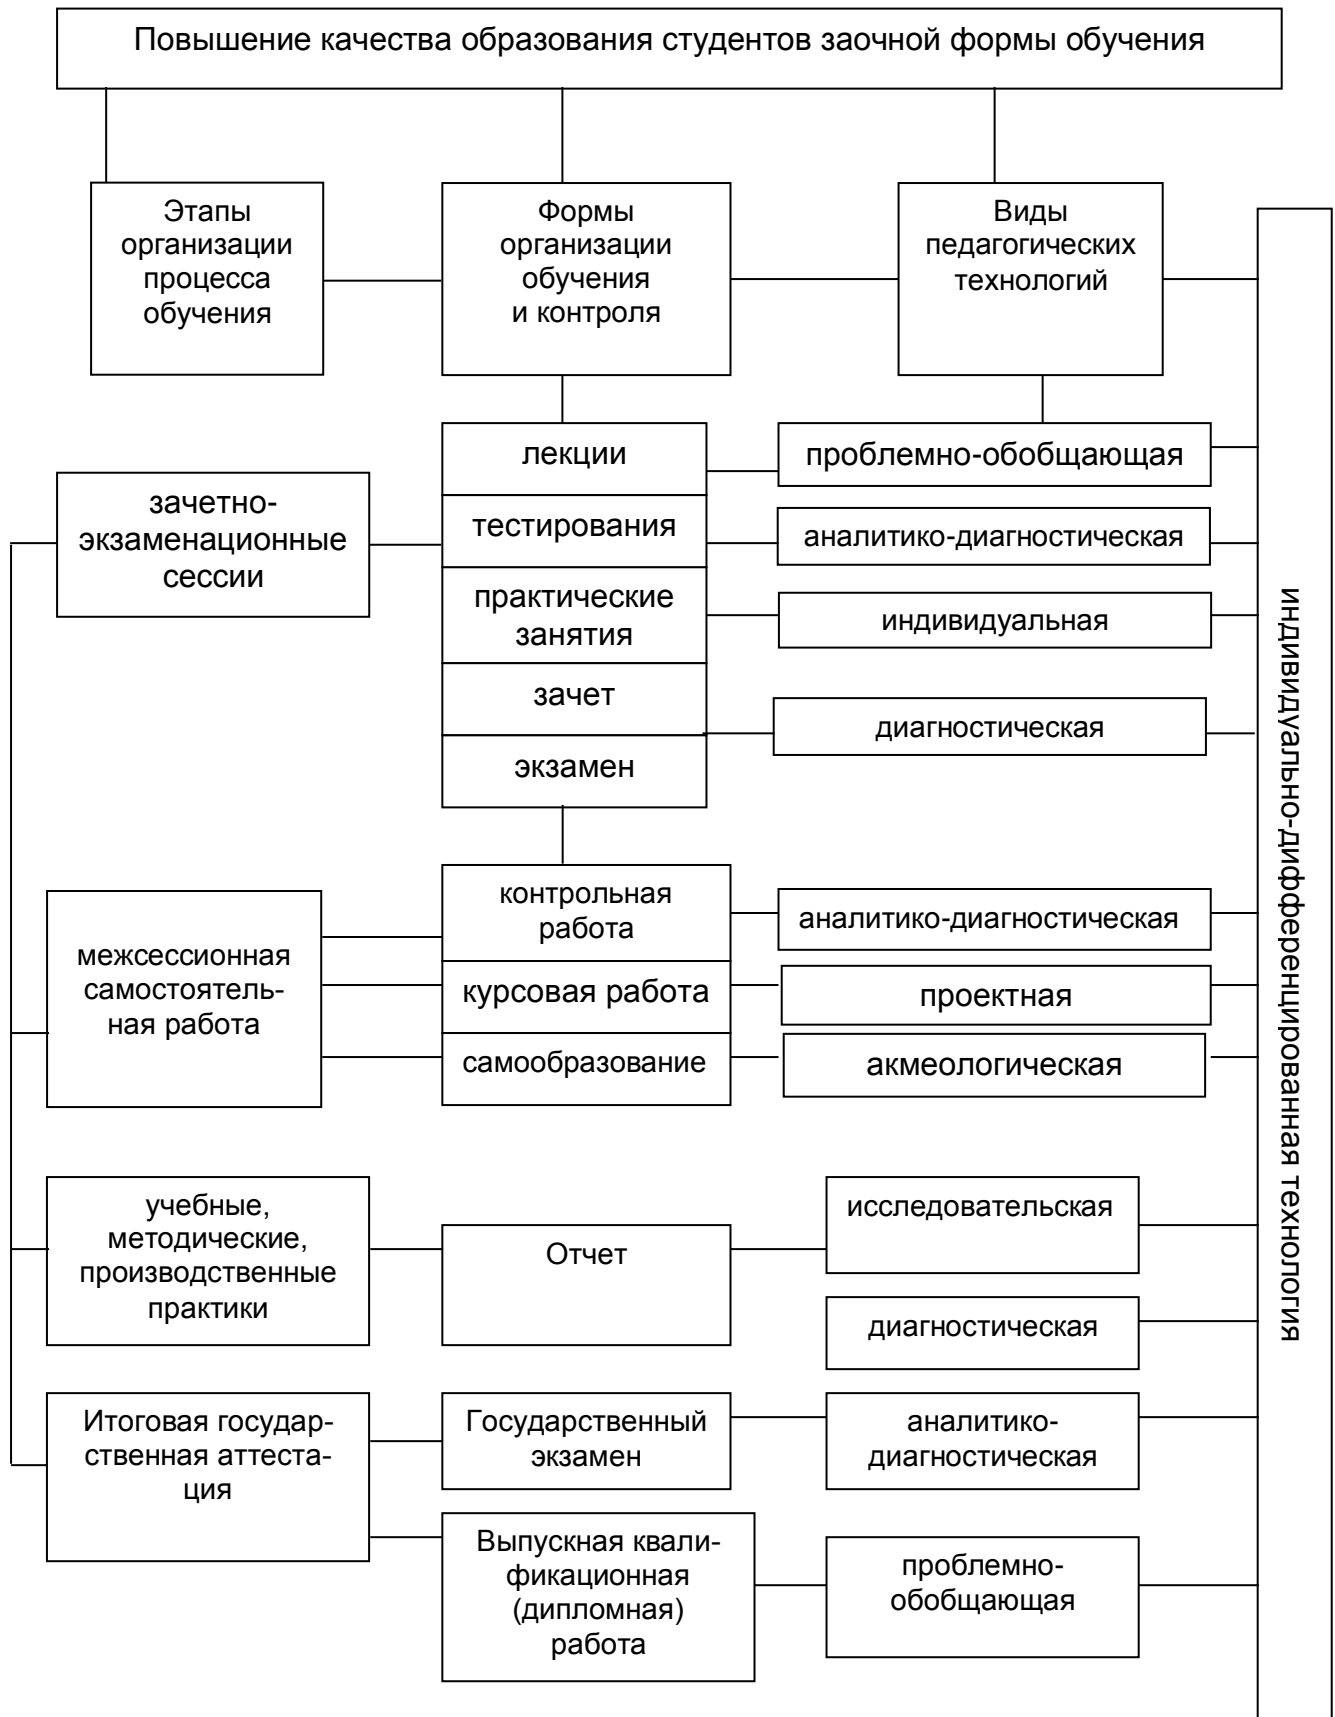 Повышение качества образования студентов заочной формы обучения
Этапы
организации
процесса
обучения
Формы
организации
обучения
и контроля
Виды
педагогических
технологий
зачетно-
экзаменационные
сессии
лекции
тестирования
практические
занятия
зачет
экзамен
проблемно-обобщающая
аналитико-диагностическая
индивидуальная
диагностическая
межсессионная
самостоятель-
ная работа
контрольная
работа
курсовая работа
самообразование
аналитико-диагностическая
проектная
акмеологическая
учебные,
методические,
производственные
практики
Отчет
исследовательская
диагностическая
Итоговая государ-
ственная аттеста-
ция
Государственный
экзамен
аналитико-
диагностическая
Выпускная квали-
фикационная
(дипломная)
работа
проблемно-
обобщающая
индивидуально-дифференцированная технология